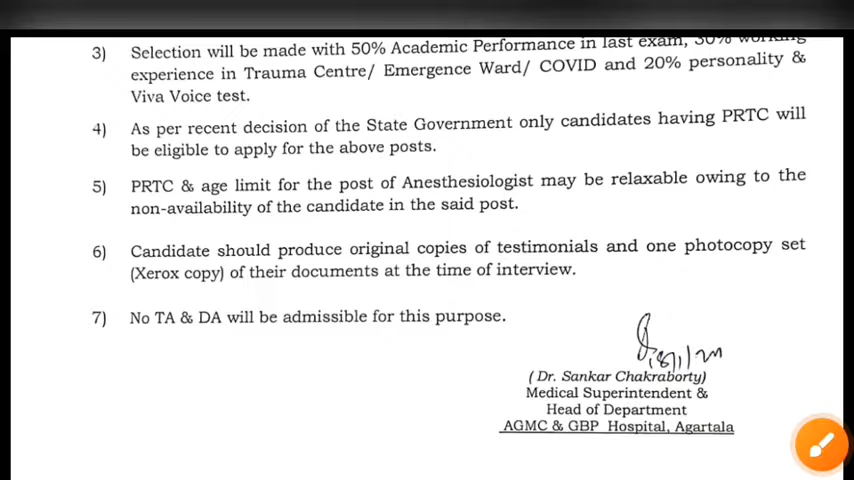 3) Selection will be made with 50% Academic Performance in last exam, 30% working
experience in Trauma Centre/ Emergence Ward/ COVID and 20% personality &
Viva Voice test.
4) As per recent decision of the State Government only candidates having PRTC will
be eligible to apply for the above posts.
5) PRTC & age limit for the post of Anesthesiologist may be relaxable owing to the
non-availability of the candidate in the said post.
6) Candidate should produce original copies of testimonials and one photocopy set
(Xerox copy) of their documents at the time of interview.
7) No TA & DA will be admissible for this purpose.
( Dr. Sankar Chakraborty)
Medical Superintendent &
Head of Department
AGMC & GBP Hospital, Agartala